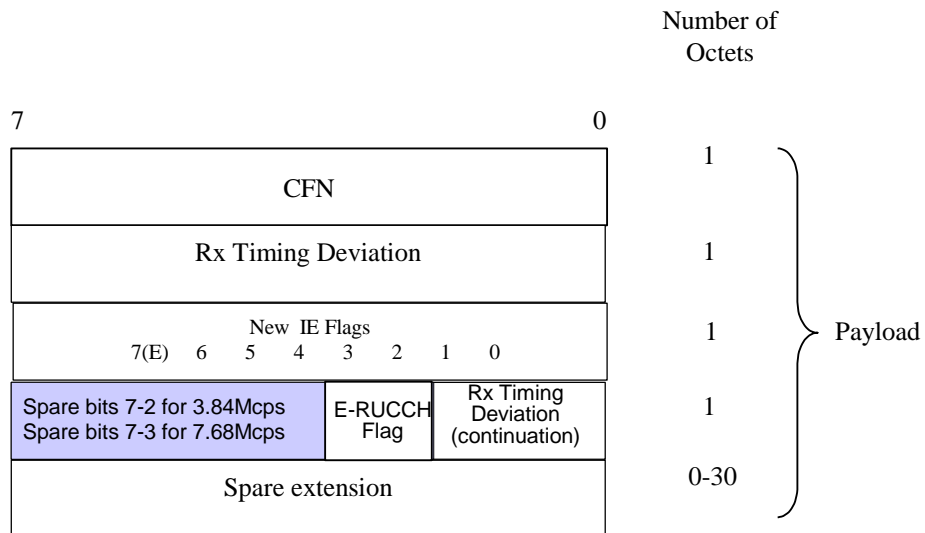 Number of
Octets
7 0
CFN 1
Rx Timing Deviation 1
New IE Flags
7(E) 6 5 4 3 2 1 0
1
Payload
Spare bits 7-2 for 3.84Mcps
Spare bits 7-3 for 7.68Mcps
E-RUCCH
Flag
Rx Timing
Deviation
(continuation)
1
Spare extension 0-30